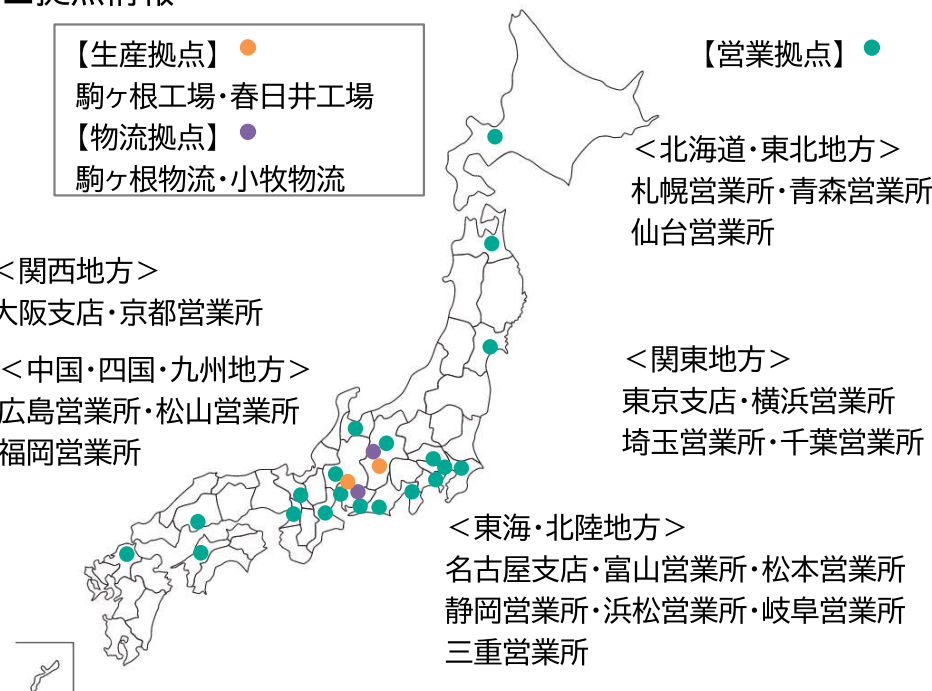 拠点情報
【生産拠点】
駒ヶ根工場・春日井工場
【物流拠点】
駒ヶ根物流・小牧物流
【営業拠点】
＜北海道・東北地方＞
札幌営業所・青森営業所
仙台営業所
＜関西地方＞
大阪支店・京都営業所
＜中国・四国・九州地方＞
広島営業所・松山営業所
福岡営業所
＜関東地方＞
東京支店・横浜営業所
埼玉営業所・千葉営業所
＜東海・北陸地方＞
名古屋支店・富山営業所・松本営業所
静岡営業所・浜松営業所・岐阜営業所
三重営業所